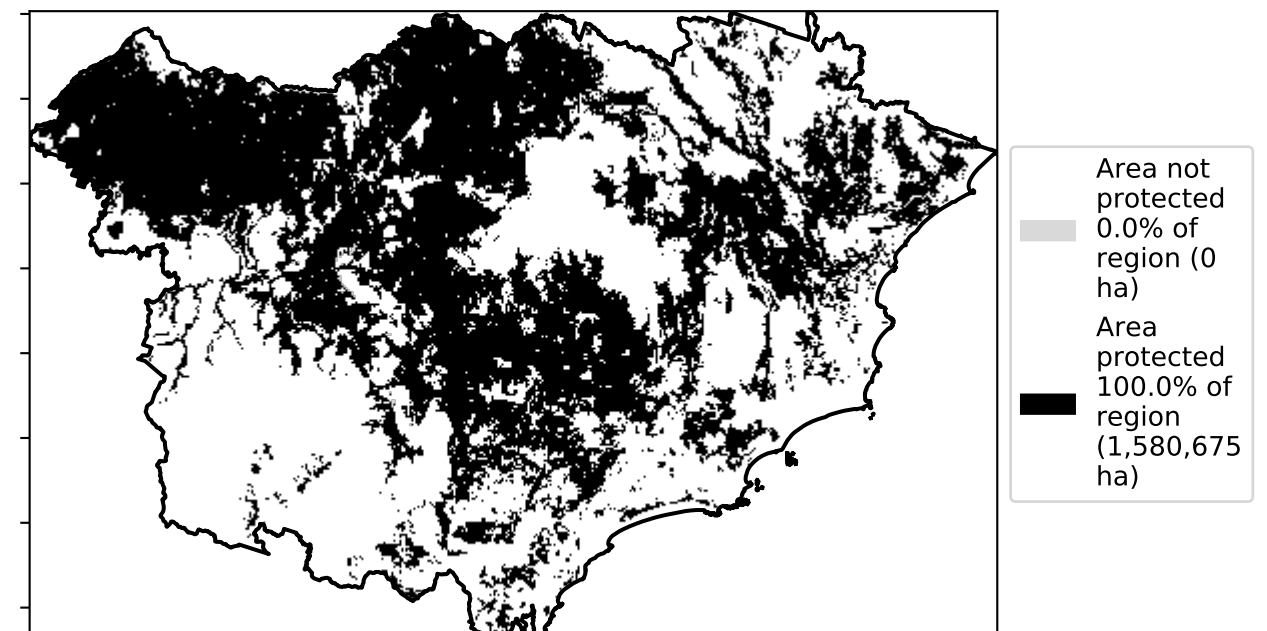 Area not
protected
0.0% of
region (0
ha)
Area
protected
100.0% of
region
(1,580,675
ha)